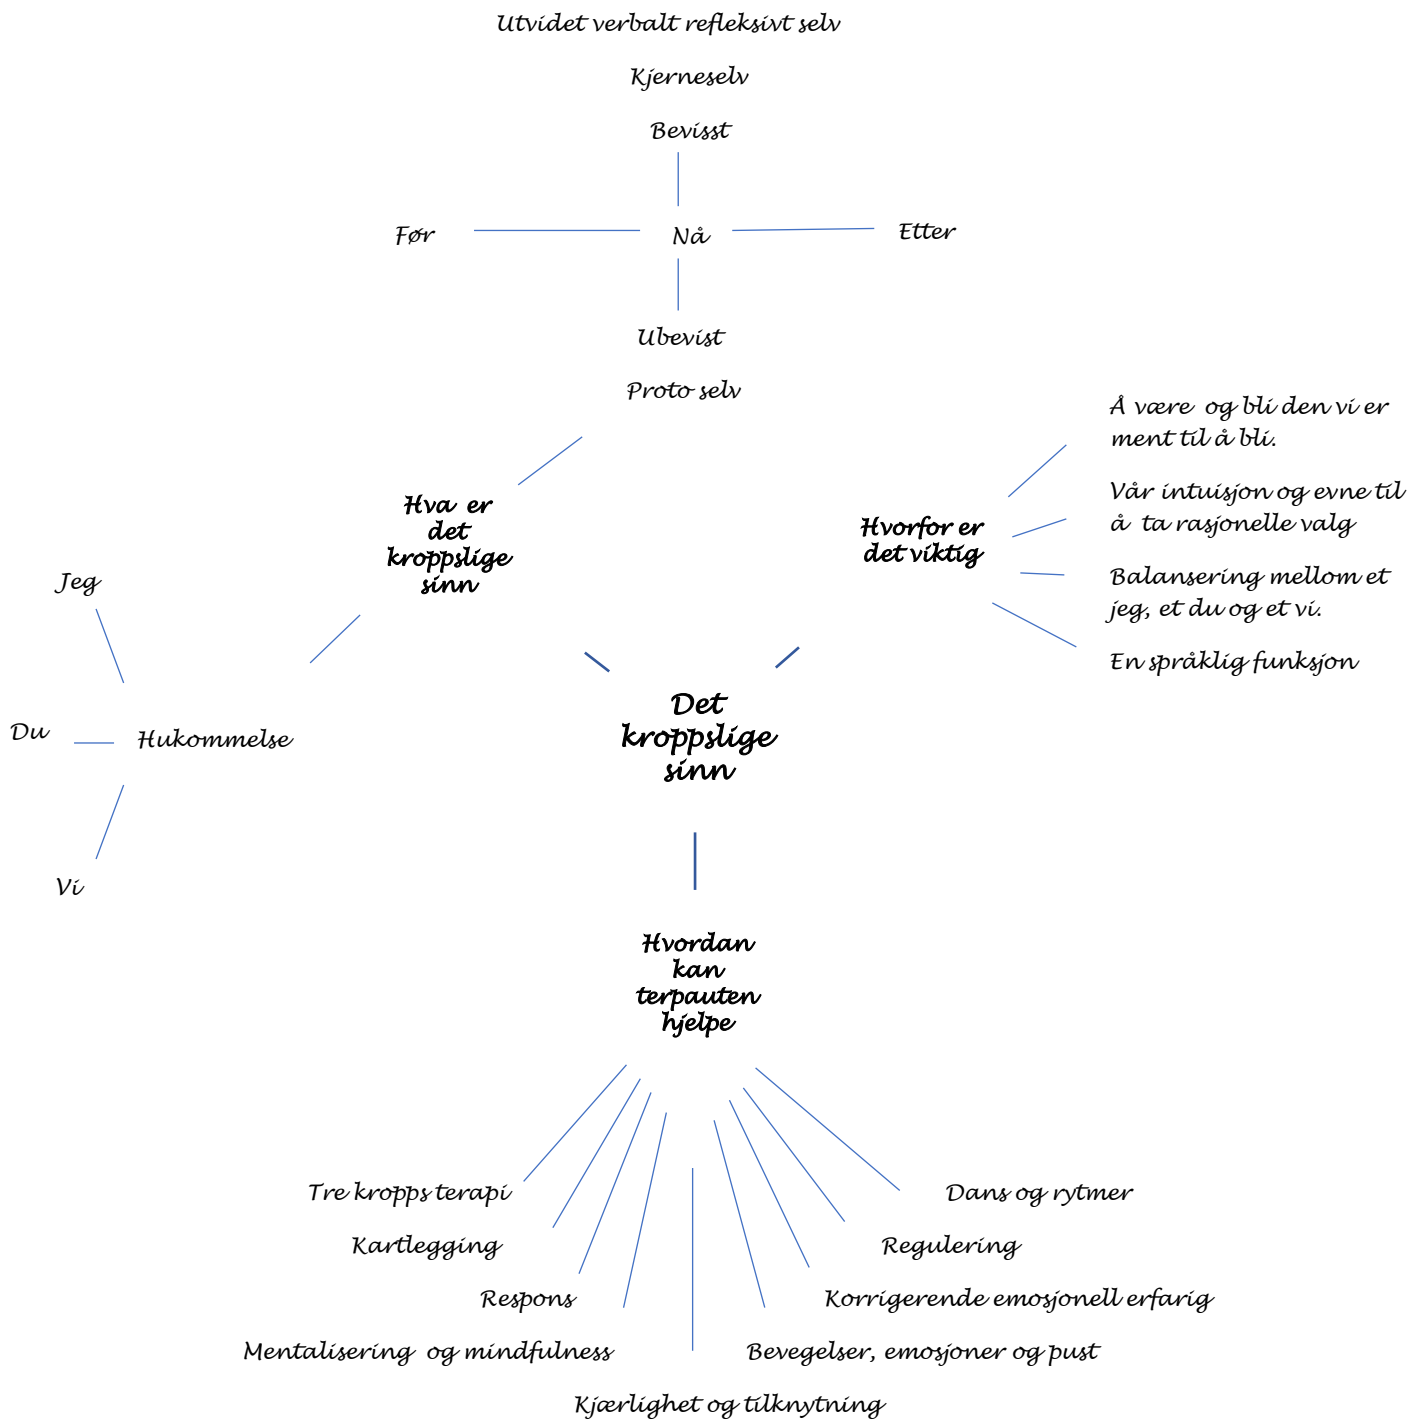 Utvidet verbalt refleksivt selv
Kjerneselv
Bevisst
Før
Nå
Etter
Ubevist
Proto selv
Hva er
det
kroppslige
sinn
Jeg
Du
Hukommelse
Vi
Hvorfor er
det viktig
Å være og bli den vi er
ment til å bli.
Vår intuisjon og evne til
å ta rasjonelle valg
Balansering mellom et
jeg, et du og et vi.
En språklig funksjon
Det
kroppslige
sinn
Hvordan
kan
terpauten
hjelpe
Tre kropps terapi
Kartlegging
Respons
Mentalisering og mindfulness
Kjærlighet og tilknytning
Bevegelser, emosjoner og pust
Korrigerende emosjonell erfarig
Regulering
Dans og rytmer